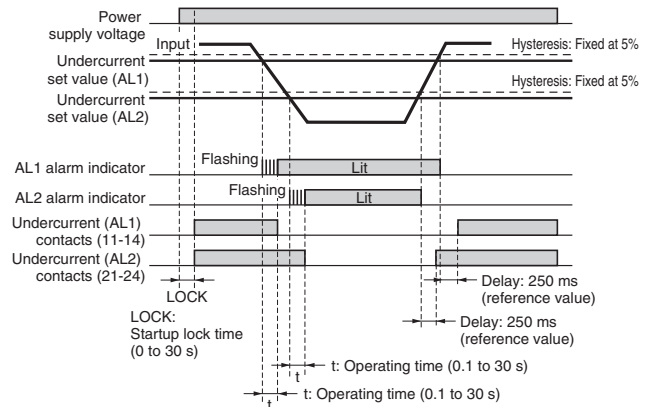 Power
supply voltage
Input
Hysteresis: Fixed at 5%
Undercurrent
set value (AL1)
Hysteresis: Fixed at 5%
Undercurrent
set value (AL2)
AL1 alarm indicator
Flashing
Lit
AL2 alarm indicator
Flashing
Lit
Undercurrent (AL1)
contacts (11-14)
Undercurrent (AL2)
contacts (21-24)
LOCK
Delay: 250 ms
(reference value)
LOCK:
Startup lock time
(0 to 30 s)
Delay: 250 ms
(reference value)
t
t: Operating time (0.1 to 30 s)
t
t: Operating time (0.1 to 30 s)